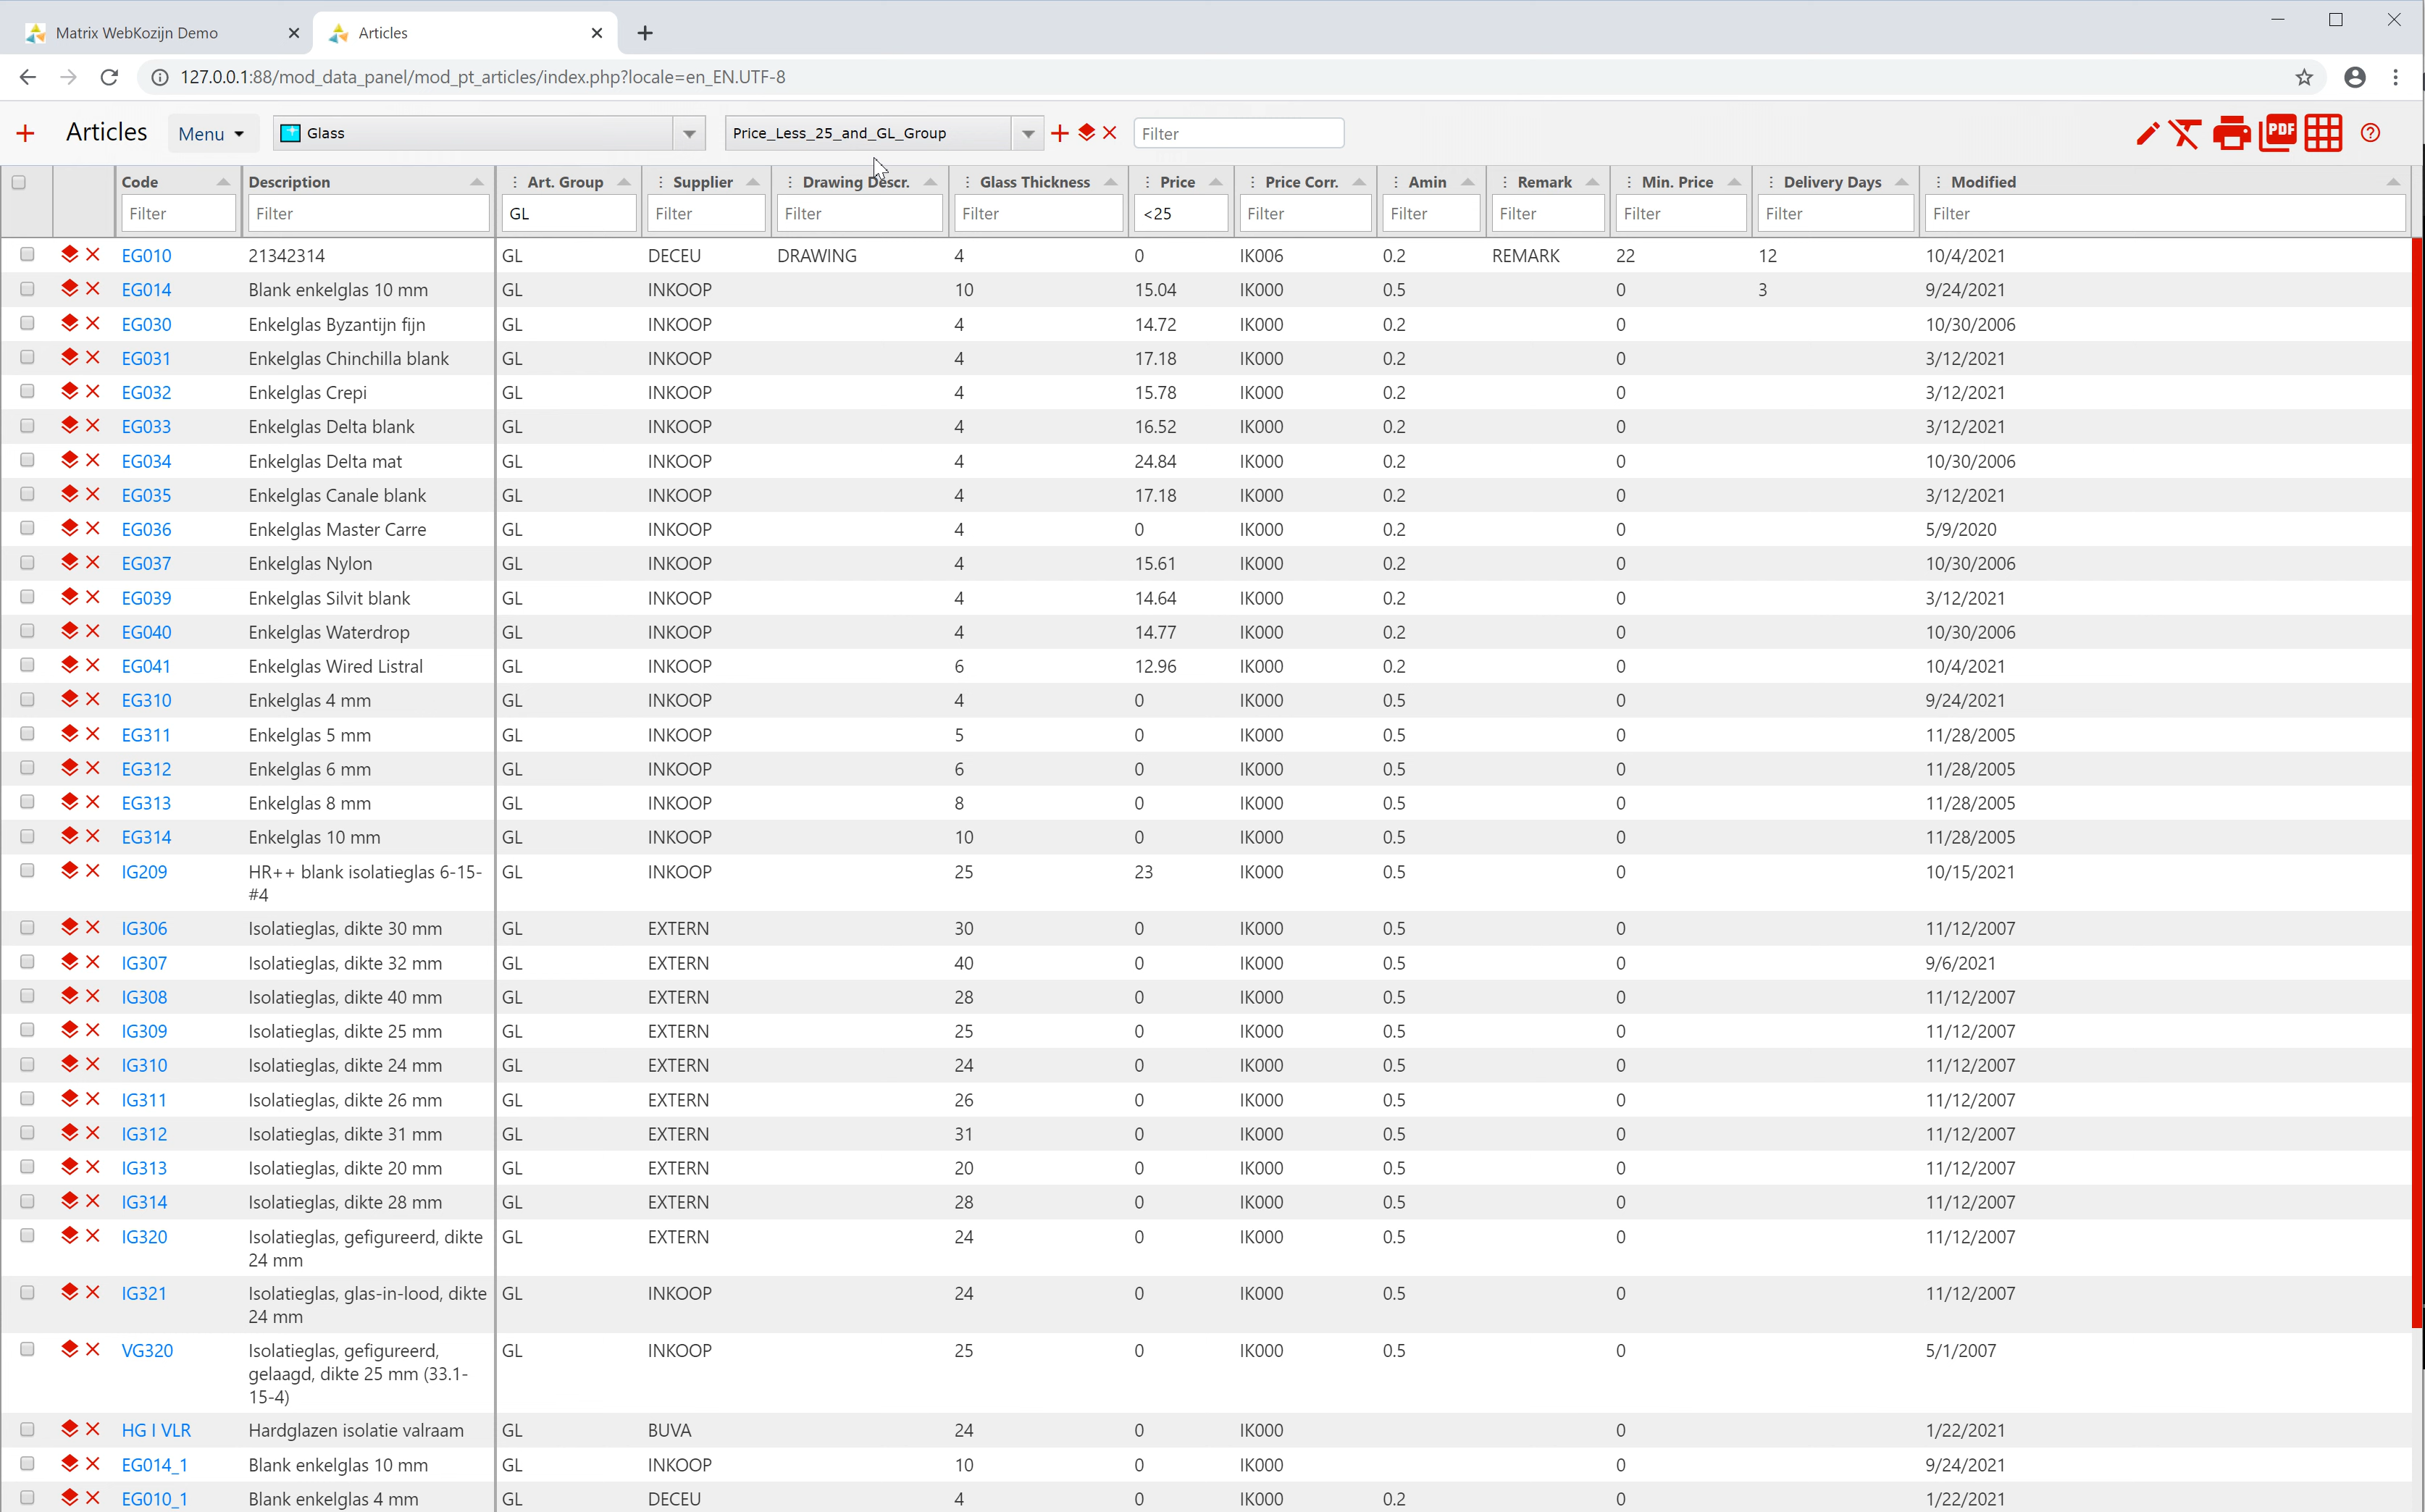 Matrix WebKozijn Demo Articles
127.0.0.1:88/mod_data_panel/mod_pt_articles/index.php?locale=en_EN.UTF-8
Articles Menu Glass Price_Less_25_and_GL_Group Filter PDF
Code Description Art. Group Supplier Drawing Descr. Glass Thickness Price Price Corr. Amin Remark Min. Price Delivery Days Modified
Filter Filter GL Filter Filter Filter <25 Filter Filter Filter Filter Filter Filter
EG010 21342314 GL DECEU DRAWING 4 0 IK006 0.2 REMARK 22 12 10/4/2021
EG014 Blank enkelglas 10 mm GL INKOOP 10 15.04 IK000 0.5 0 3 9/24/2021
EG030 Enkelglas Byzantijn fijn GL INKOOP 4 14.72 IK000 0.2 0 10/30/2006
EG031 Enkelglas Chinchilla blank GL INKOOP 4 17.18 IK000 0.2 0 3/12/2021
EG032 Enkelglas Crepi GL INKOOP 4 15.78 IK000 0.2 0 3/12/2021
EG033 Enkelglas Delta blank GL INKOOP 4 16.52 IK000 0.2 0 3/12/2021
EG034 Enkelglas Delta mat GL INKOOP 4 24.84 IK000 0.2 0 10/30/2006
EG035 Enkelglas Canale blank GL INKOOP 4 17.18 IK000 0.2 0 3/12/2021
EG036 Enkelglas Master Carre GL INKOOP 4 0 IK000 0.2 0 5/9/2020
EG037 Enkelglas Nylon GL INKOOP 4 15.61 IK000 0.2 0 10/30/2006
EG039 Enkelglas Silvit blank GL INKOOP 4 14.64 IK000 0.2 0 3/12/2021
EG040 Enkelglas Waterdrop GL INKOOP 4 14.77 IK000 0.2 0 10/30/2006
EG041 Enkelglas Wired Listral GL INKOOP 6 12.96 IK000 0.2 0 10/4/2021
EG310 Enkelglas 4 mm GL INKOOP 4 0 IK000 0.5 0 9/24/2021
EG311 Enkelglas 5 mm GL INKOOP 5 0 IK000 0.5 0 11/28/2005
EG312 Enkelglas 6 mm GL INKOOP 6 0 IK000 0.5 0 11/28/2005
EG313 Enkelglas 8 mm GL INKOOP 8 0 IK000 0.5 0 11/28/2005
EG314 Enkelglas 10 mm GL INKOOP 10 0 IK000 0.5 0 11/28/2005
IG209 HR++ blank isolatieglas 6-15- GL INKOOP 25 23 IK000 0.5 0 10/15/2021
#4
IG306 Isolatieglas, dikte 30 mm GL EXTERN 30 0 IK000 0.5 0 11/12/2007
IG307 Isolatieglas, dikte 32 mm GL EXTERN 40 0 IK000 0.5 0 9/6/2021
IG308 Isolatieglas, dikte 40 mm GL EXTERN 28 0 IK000 0.5 0 11/12/2007
IG309 Isolatieglas, dikte 25 mm GL EXTERN 25 0 IK000 0.5 0 11/12/2007
IG310 Isolatieglas, dikte 24 mm GL EXTERN 24 0 IK000 0.5 0 11/12/2007
IG311 Isolatieglas, dikte 26 mm GL EXTERN 26 0 IK000 0.5 0 11/12/2007
IG312 Isolatieglas, dikte 31 mm GL EXTERN 31 0 IK000 0.5 0 11/12/2007
IG313 Isolatieglas, dikte 20 mm GL EXTERN 20 0 IK000 0.5 0 11/12/2007
IG314 Isolatieglas, dikte 28 mm GL EXTERN 28 0 IK000 0.5 0 11/12/2007
IG320 Isolatieglas, gefigureerd, dikte GL EXTERN 24 0 IK000 0.5 0 11/12/2007
24 mm
IG321 Isolatieglas, glas-in-lood, dikte GL INKOOP 24 0 IK000 0.5 0 11/12/2007
24 mm
VG320 Isolatieglas, gefigureerd, GL INKOOP 25 0 IK000 0.5 0 5/1/2007
gelaagd, dikte 25 mm (33.1-
15-4)
HG I VLR Hardglazen isolatie valraam GL BUVA 24 0 IK000 0 1/22/2021
EG014_1 Blank enkelglas 10 mm GL INKOOP 10 0 IK000 0 9/24/2021
EG010_1 Blank enkelglas 4 mm GL DECEU 4 0 IK000 0.2 0 1/22/2021